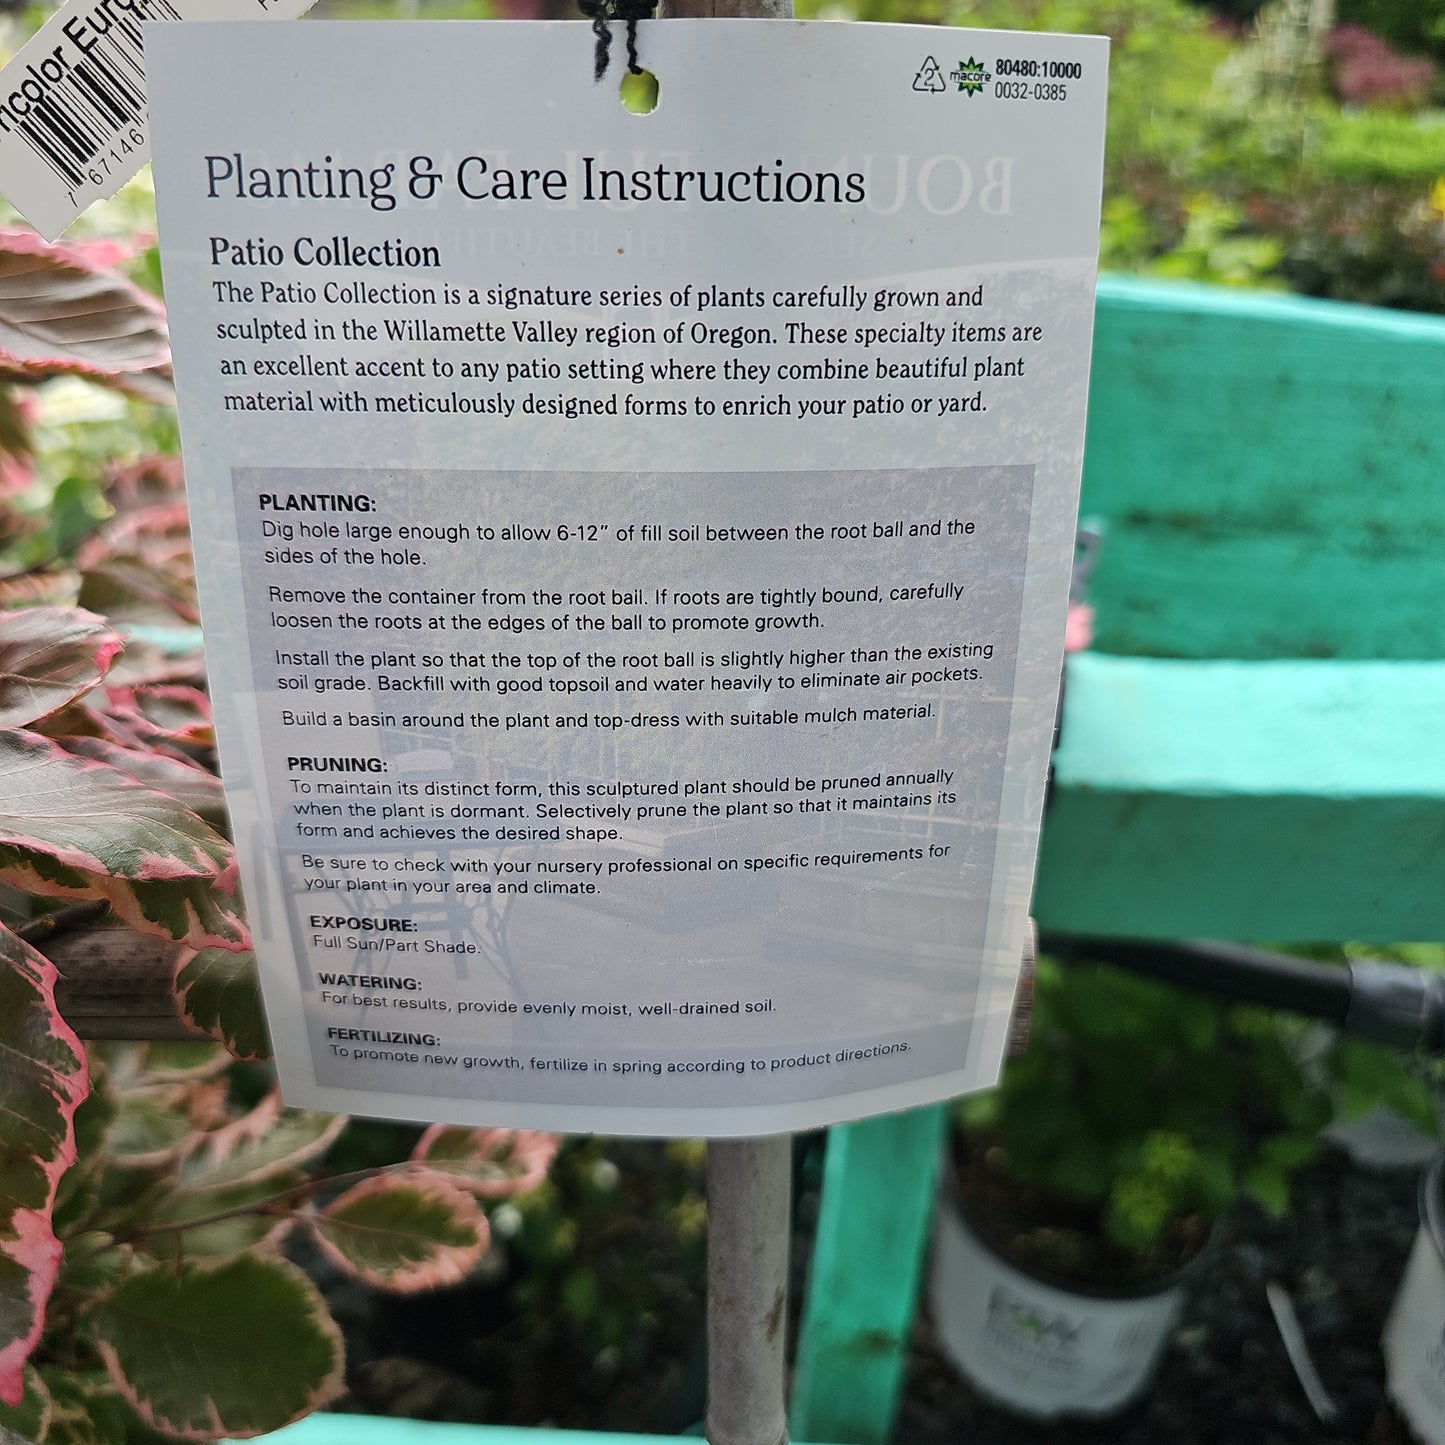 ricolor Euro
7 67146
2 macore 80480:10000
0032-0385
Planting & Care Instructions
Patio Collection
The Patio Collection is a signature series of plants carefully grown and
sculpted in the Willamette Valley region of Oregon. These specialty items are
an excellent accent to any patio setting where they combine beautiful plant
material with meticulously designed forms to enrich your patio or yard.
PLANTING:
Dig hole large enough to allow 6-12” of fill soil between the root ball and the
sides of the hole.
Remove the container from the root ball. If roots are tightly bound, carefully
loosen the roots at the edges of the ball to promote growth.
Install the plant so that the top of the root ball is slightly higher than the existing
soil grade. Backfill with good topsoil and water heavily to eliminate air pockets.
Build a basin around the plant and top-dress with suitable mulch material.
PRUNING:
To maintain its distinct form, this sculptured plant should be pruned annually
when the plant is dormant. Selectively prune the plant so that it maintains its
form and achieves the desired shape.
Be sure to check with your nursery professional on specific requirements for
your plant in your area and climate.
EXPOSURE:
Full Sun/Part Shade.
WATERING:
For best results, provide evenly moist, well-drained soil.
FERTILIZING:
To promote new growth, fertilize in spring according to product directions.